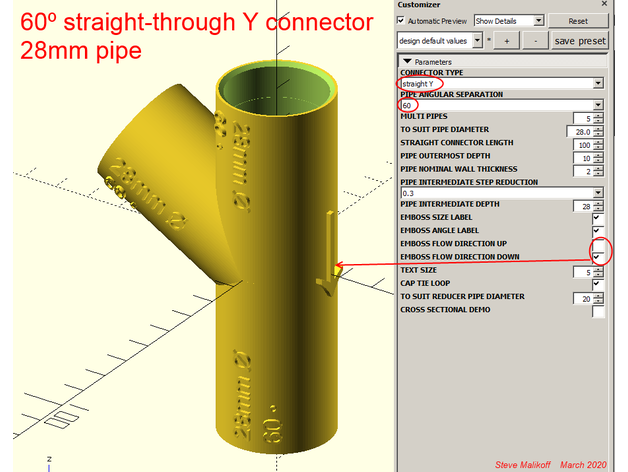 60º straight-through Y connector
28mm pipe
Customizer
×
Automatic Preview
Show Details
Reset
design default values
*
+
-
save preset
Parameters
CONNECTOR TYPE
straight Y
PIPE ANGULAR SEPARATION
60
MULTI PIPES
5
TO SUIT PIPE DIAMETER
28.0
STRAIGHT CONNECTOR LENGTH
100
PIPE OUTERMOST DEPTH
10
PIPE NOMINAL WALL THICKNESS
2
PIPE INTERMEDIATE STEP REDUCTION
0.3
PIPE INTERMEDIATE DEPTH
28
EMBOSS SIZE LABEL
EMBOSS ANGLE LABEL
EMBOSS FLOW DIRECTION UP
EMBOSS FLOW DIRECTION DOWN
TEXT SIZE
5
CAP TIE LOOP
TO SUIT REDUCER PIPE DIAMETER
20
CROSS SECTIONAL DEMO
28mm Ø
60°
28mm Ø
60°
28mm Ø
60°
z
Steve Malikoff March 2020